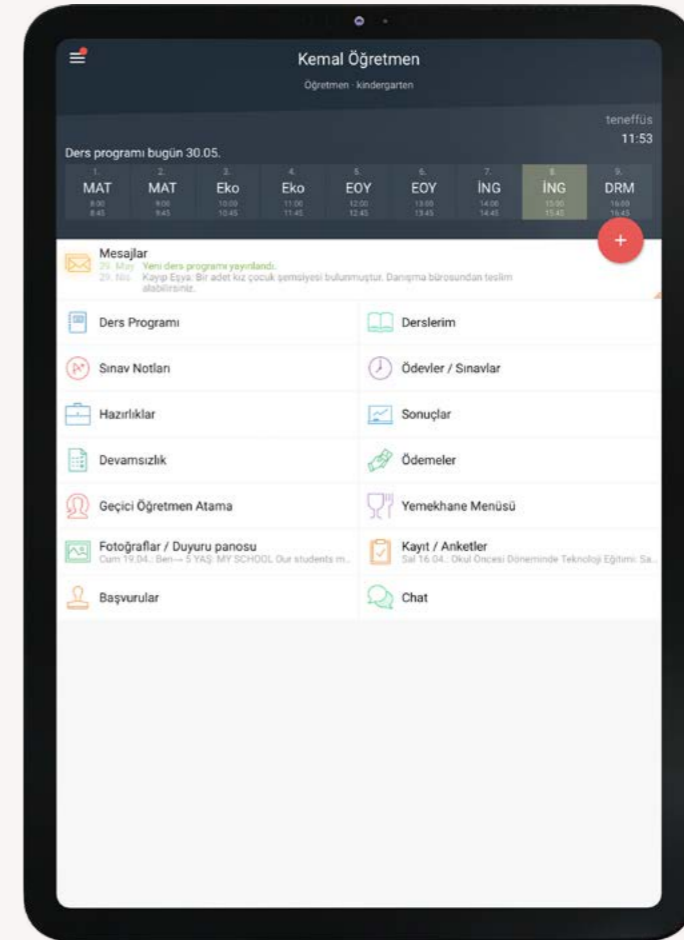 Kemal Öğretmen
Öğretmen - kindergarten
teneffüs
11:53
Ders programı bugün 30.05.
1. 2. 3. 4. 5. 6. 7. 8. 9.
MAT MAT Eko Eko EOY EOY İNG İNG DRM
8:00 9:00 10:00 11:00 12:00 13:00 14:00 15:00 16:00
8:45 9:45 10:45 11:45 12:45 13:45 14:45 15:45 16:45
+
Mesajlar
29. May Yeni ders programı yayınlandı.
29. Nis Kayıp Eşya: Bir adet kız çocuk şemsiyesi bulunmuştur. Danışma bürosundan teslim
alabilirsiniz.
Ders Programı
Derslerim
Sınav Notları
Ödevler / Sınavlar
Hazırlıklar
Sonuçlar
Devamsızlık
Ödemeler
Geçici Öğretmen Atama
Yemekhane Menüsü
Fotoğraflar / Duyuru panosu
Cum 19.04.: Ben→ 5 YAŞ: MY SCHOOL Our students m...
Kayıt / Anketler
Sal 16.04.: Okul Öncesi Döneminde Teknoloji Eğitimi: Sa...
Başvurular
Chat